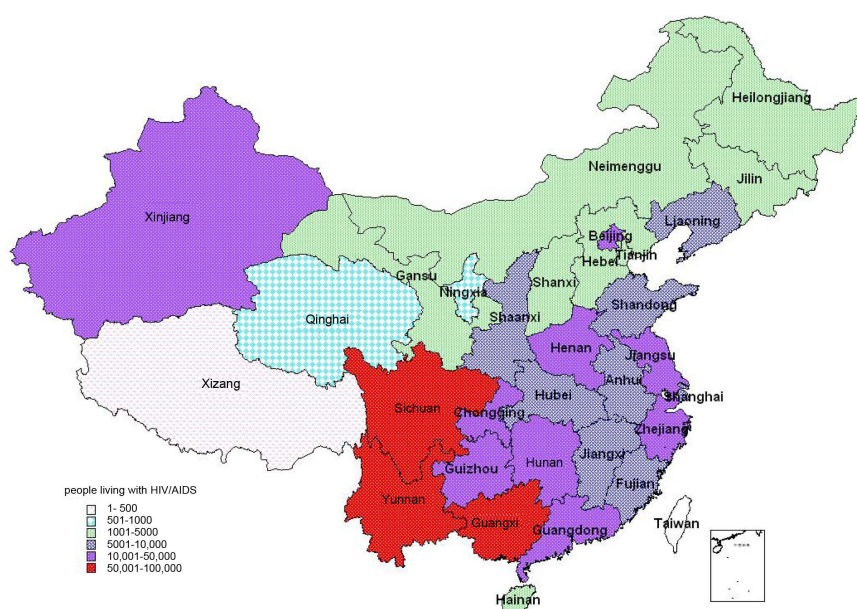 Heilongjiang
Neimenggu
Jilin
Xinjiang
Liaoning
Beijing
Tianjin
Hebei
Gansu
Shanxi
Ningxia
Shandong
Qinghai
Shaanxi
Henan
Jiangsu
Xizang
Anhui
Hubei
Shanghai
Sichuan
Chongqing
Zhejiang
Jiangxi
Hunan
Guizhou
Fujian
Yunnan
Guangxi
Guangdong
Taiwan
Hainan
people living with HIV/AIDS
1- 500
501-1000
1001-5000
5001-10,000
10,001-50,000
50,001-100,000